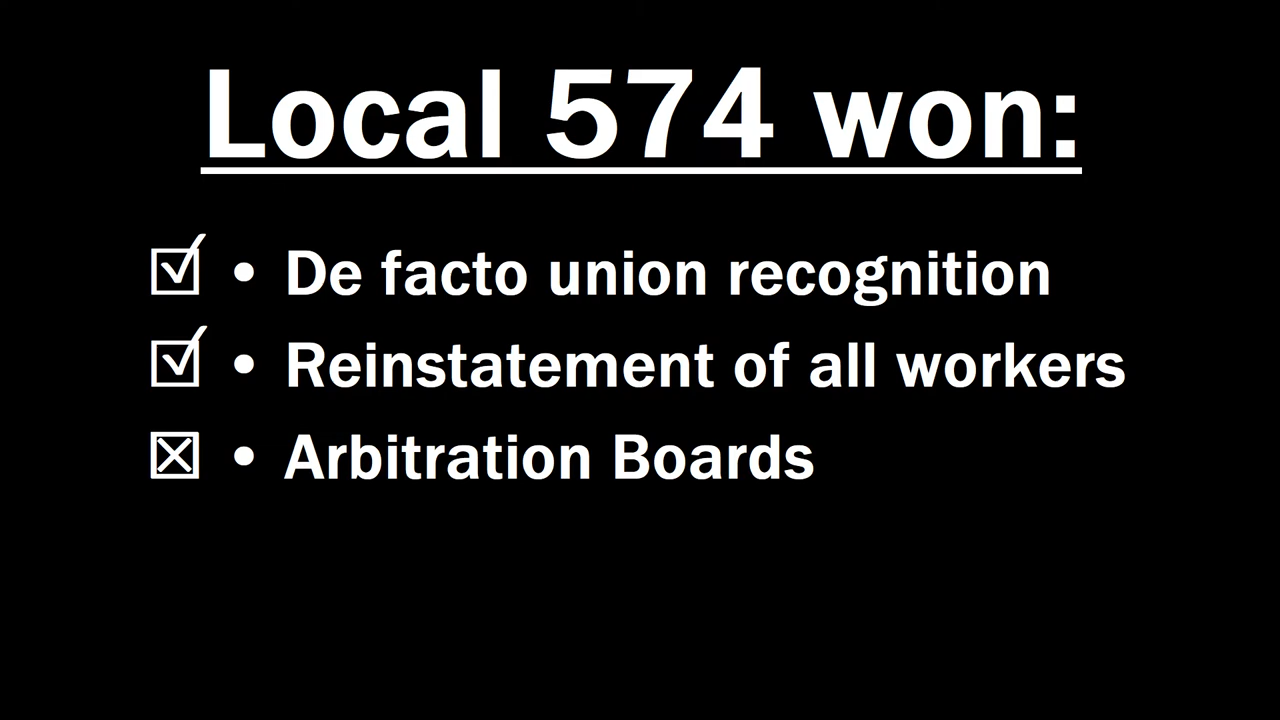 Local 574 won:
☑ • De facto union recognition
☑ • Reinstatement of all workers
☒ • Arbitration Boards